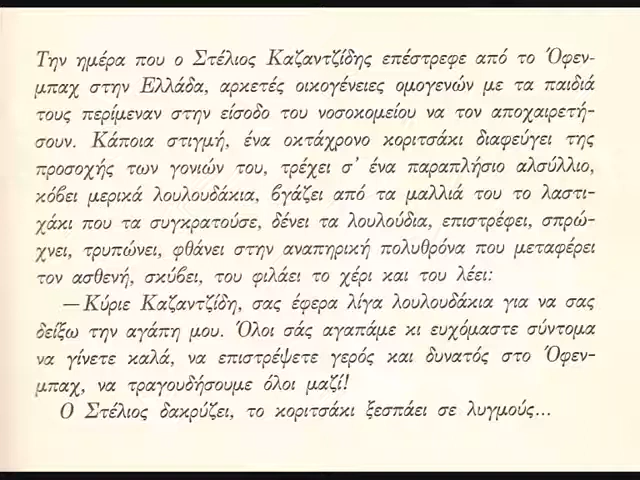 Την ημέρα που ο Στέλιος Καζαντζίδης επέστρεφε από το Όφεν-
μπαχ στην Ελλάδα, αρκετές οικογένειες ομογενών με τα παιδιά
τους περίμεναν στην είσοδο του νοσοκομείου να τον αποχαιρετή-
σουν. Κάποια στιγμή, ένα οκτάχρονο κοριτσάκι διαφεύγει της
προσοχής των γονιών του, τρέχει σ' ένα παραπλήσιο αλσύλλιο,
κόβει μερικά λουλουδάκια, βγάζει από τα μαλλιά του το λαστι-
χάκι που τα συγκρατούσε, δένει τα λουλούδια, επιστρέφει, σπρώ-
χνει, τρυπώνει, φθάνει στην αναπηρική πολυθρόνα που μεταφέρει
τον ασθενή, σκύβει, του φιλάει το χέρι και του λέει:
—Κύριε Καζαντζίδη, σας έφερα λίγα λουλουδάκια για να σας
δείξω την αγάπη μου. Όλοι σάς αγαπάμε κι ευχόμαστε σύντομα
να γίνετε καλά, να επιστρέψετε γερός και δυνατός στο Όφεν-
μπαχ, να τραγουδήσουμε όλοι μαζί!
Ο Στέλιος δακρύζει, το κοριτσάκι ξεσπάει σε λυγμούς...